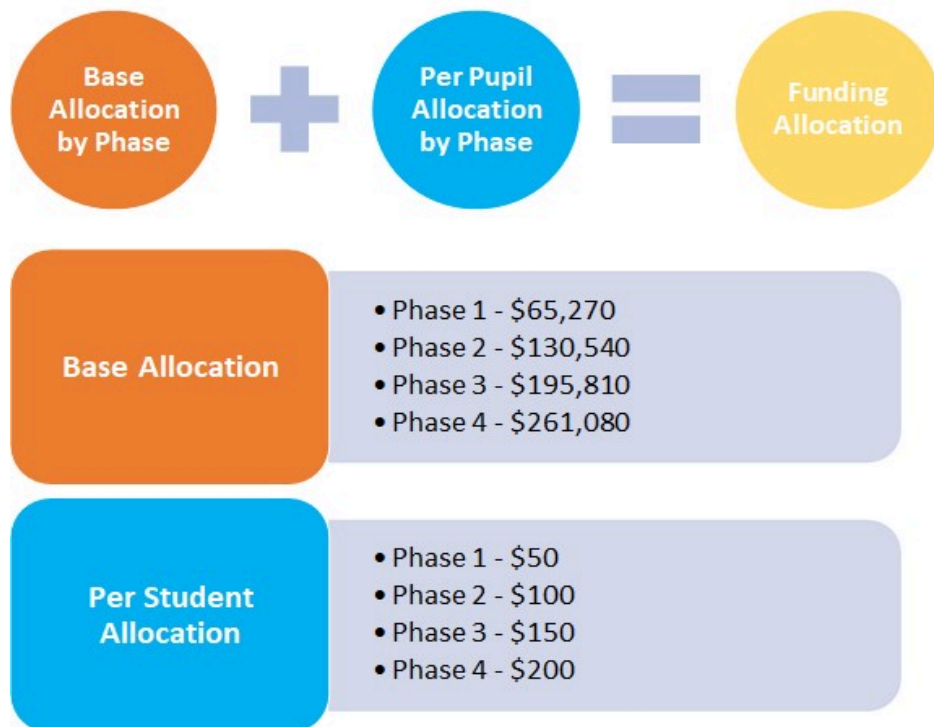 Base
Allocation
by Phase
Per Pupil
Allocation
by Phase
Funding
Allocation
Base Allocation
• Phase 1 - $65,270
• Phase 2 - $130,540
• Phase 3 - $195,810
• Phase 4 - $261,080
Per Student
Allocation
• Phase 1 - $50
• Phase 2 - $100
• Phase 3 - $150
• Phase 4 - $200